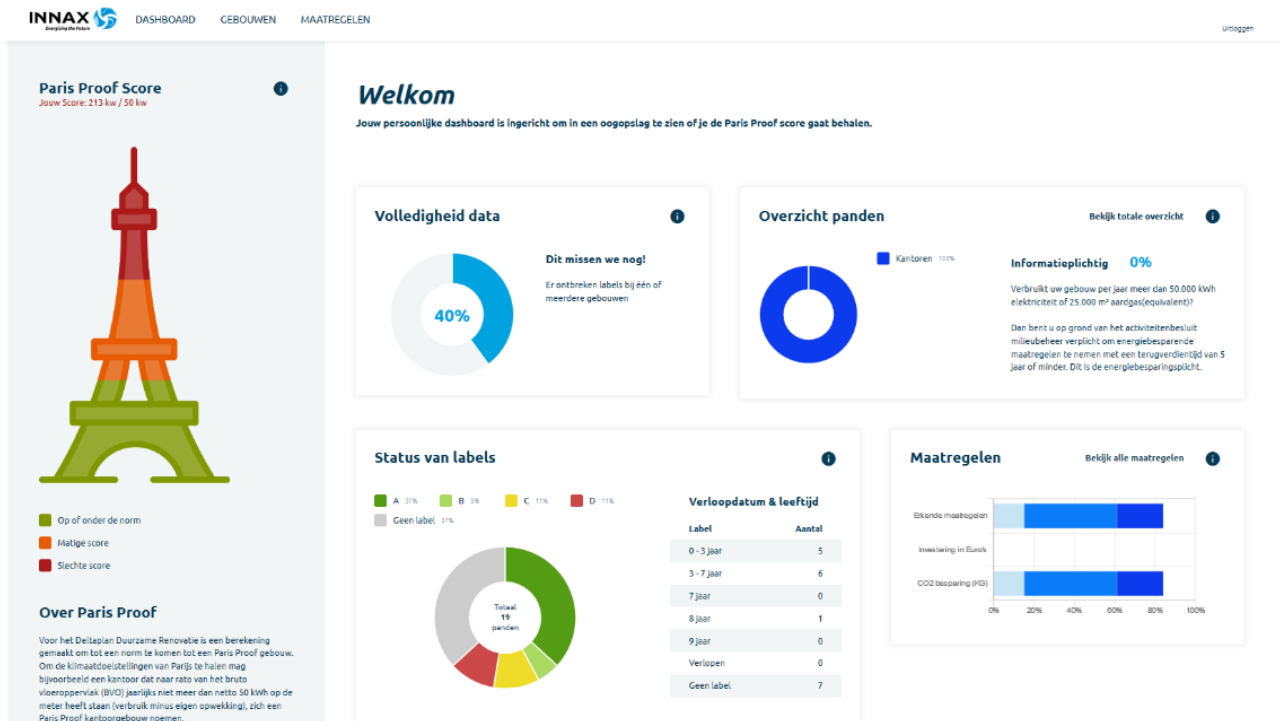 INNAX
Energizing the Future
DASHBOARD
GEBOUWEN
MAATREGELEN
Uitloggen
Paris Proof Score
Jouw Score: 213 kw / 50 kw
Op of onder de norm
Matige score
Slechte score
Over Paris Proof
Voor het Deltaplan Duurzame Renovatie is een berekening
gemaakt om tot een norm te komen tot een Paris Proof gebouw.
Om de klimaatdoelstellingen van Parijs te halen mag
bijvoorbeeld een kantoor dat naar rato van het bruto
vloeroppervlak (BVO) jaarlijks niet meer dan netto 50 kWh op de
meter heeft staan (verbruik minus eigen opwekking), zich een
Paris Proof kantoorgebouw noemen.
Welkom
Jouw persoonlijke dashboard is ingericht om in een oogopslag te zien of je de Paris Proof score gaat behalen.
Volledigheid data
40%
Dit missen we nog!
Er ontbreken labels bij één of
meerdere gebouwen
Overzicht panden
Bekijk totale overzicht
Kantoren 100%
Informatieplichtig 0%
Verbruikt uw gebouw per jaar meer dan 50.000 kWh
elektriciteit of 25.000 m³ aardgas(equivalent)?
Dan bent u op grond van het activiteitenbesluit
milieubeheer verplicht om energiebesparende
maatregelen te nemen met een terugverdientijd van 5
jaar of minder. Dit is de energiebesparingsplicht.
Status van labels
A 37%
B 5%
C 11%
D 11%
Geen label 37%
Totaal
19
panden
Verloopdatum & leeftijd
Label Aantal
0 - 3 jaar 5
3 - 7 jaar 6
7 jaar 0
8 jaar 1
9 jaar 0
Verlopen 0
Geen label 7
Maatregelen
Bekijk alle maatregelen
Erkende maatregelen
Investering in Euro's
CO2 besparing (KG)
0% 20% 40% 60% 80% 100%